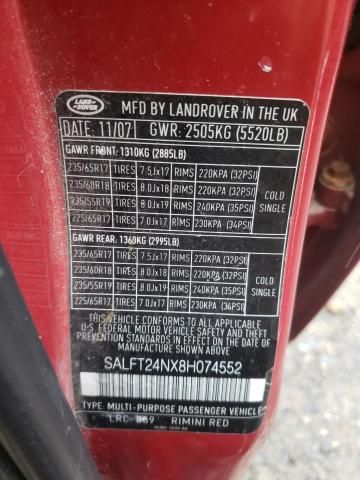 LAND ROVER
MFD BY LANDROVER IN THE UK
DATE: 11/07 GWR: 2505KG (5520LB)
GAWR FRONT: 1310KG (2885LB)
235/65R17 TIRES 7.5Jx17 RIMS 220KPA (32PSI)
235/60R18 TIRES 8.0Jx18 RIMS 220KPA (32PSI)
235/55R19 TIRES 8.0Jx19 RIMS 240KPA (35PSI)
225/65R17 TIRES 7.0Jx17 RIMS 230KPA (34PSI)
COLD
SINGLE
GAWR REAR: 1360KG (2995LB)
235/65R17 TIRES 7.5Jx17 RIMS 220KPA (32PSI)
235/60R18 TIRES 8.0Jx18 RIMS 220KPA (32PSI)
235/55R19 TIRES 8.0Jx19 RIMS 240KPA (35PSI)
225/65R17 TIRES 7.0Jx17 RIMS 230KPA (34PSI)
COLD
SINGLE
THIS VEHICLE CONFORMS TO ALL APPLICABLE
U.S. FEDERAL MOTOR VEHICLE SAFETY
STANDARDS IN EFFECT ON THE DATE OF
MANUFACTURE SHOWN ABOVE
SALFT24NX8H074552
TYPE: MULTI-PURPOSE PASSENGER VEHICLE
LRC 889 RIMINI RED